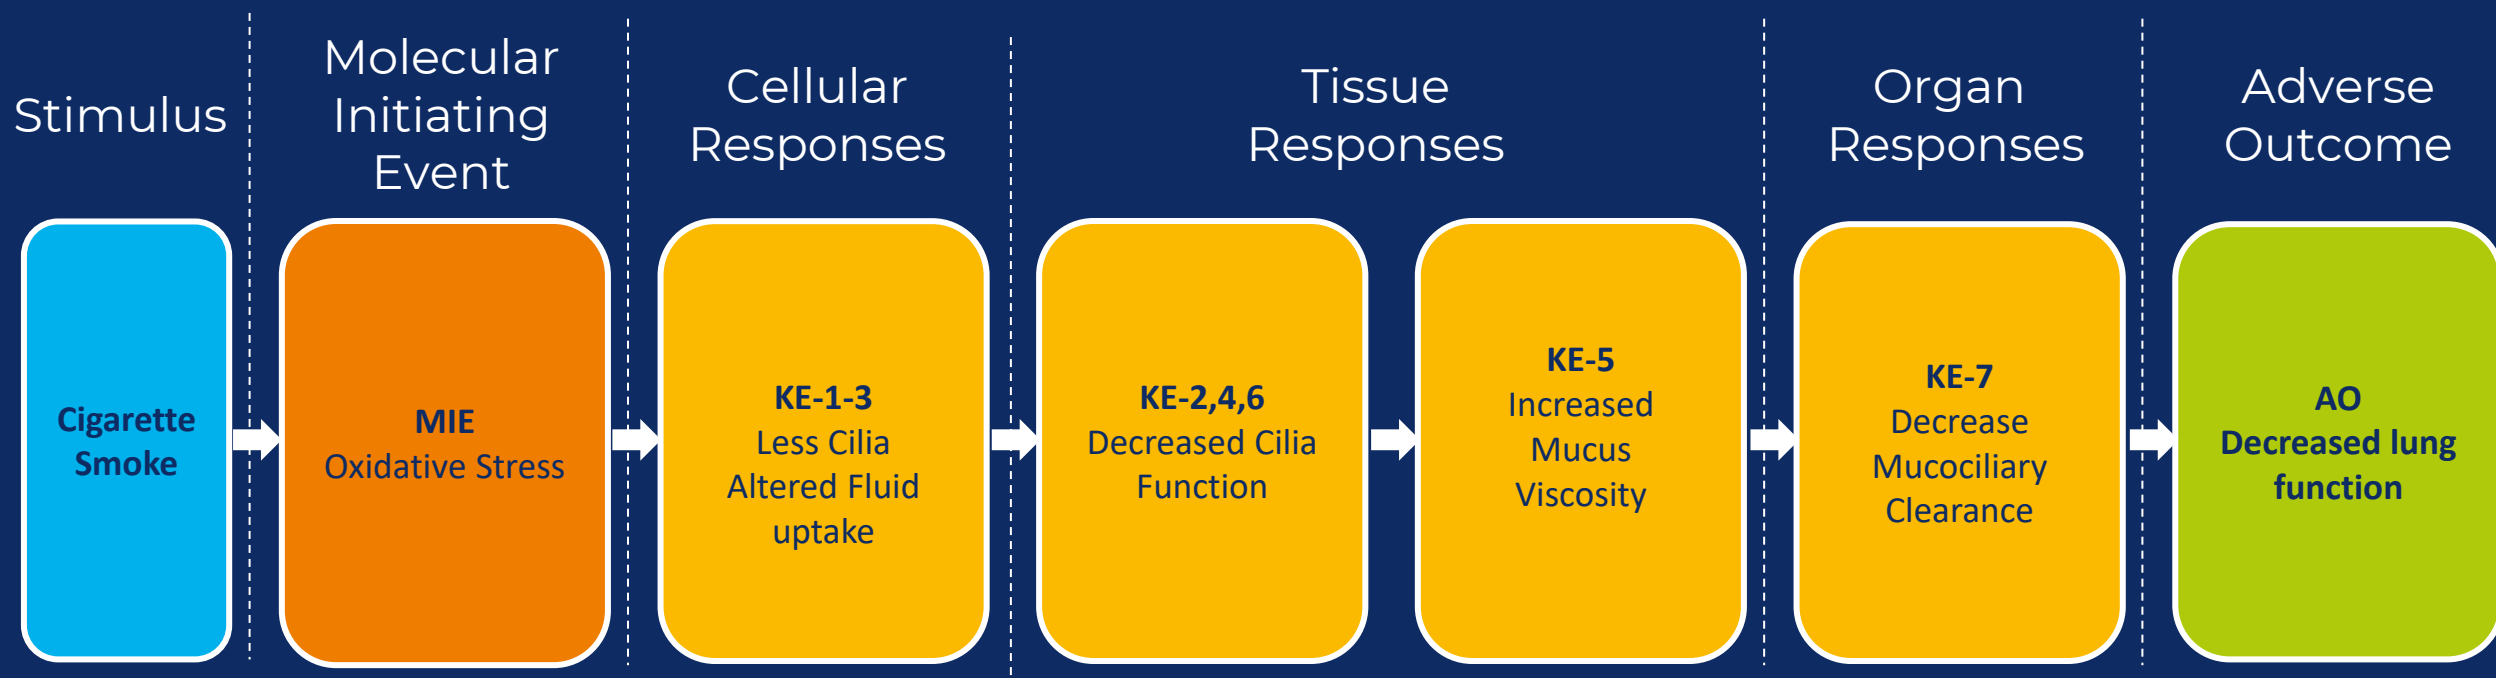 Stimulus
Molecular
Initiating
Event
Cellular
Responses
Tissue
Responses
Organ
Responses
Adverse
Outcome
Cigarette
Smoke
MIE
Oxidative Stress
KE-1-3
Less Cilia
Altered Fluid
uptake
KE-2,4,6
Decreased Cilia
Function
KE-5
Increased
Mucus
Viscosity
KE-7
Decrease
Mucociliary
Clearance
AO
Decreased lung
function